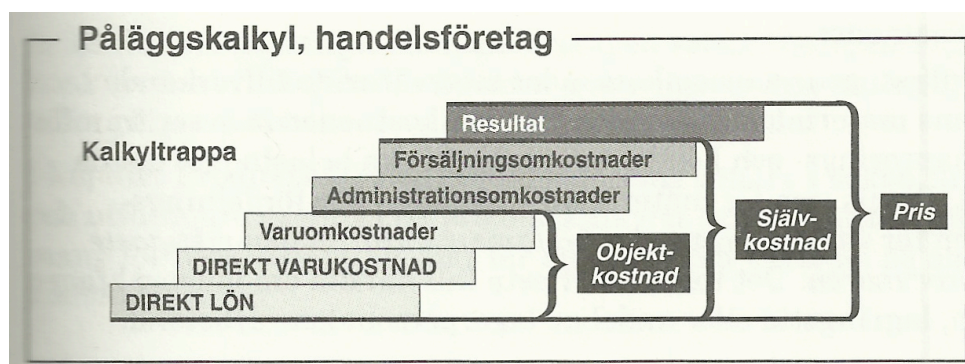 Påläggskalkyl, handelsföretag
Kalkyltrappa
Resultat
Försäljningsomkostnader
Administrationsomkostnader
Varuomkostnader
DIREKT VARUKOSTNAD
DIREKT LÖN
Objekt-
kostnad
Själv-
kostnad
Pris